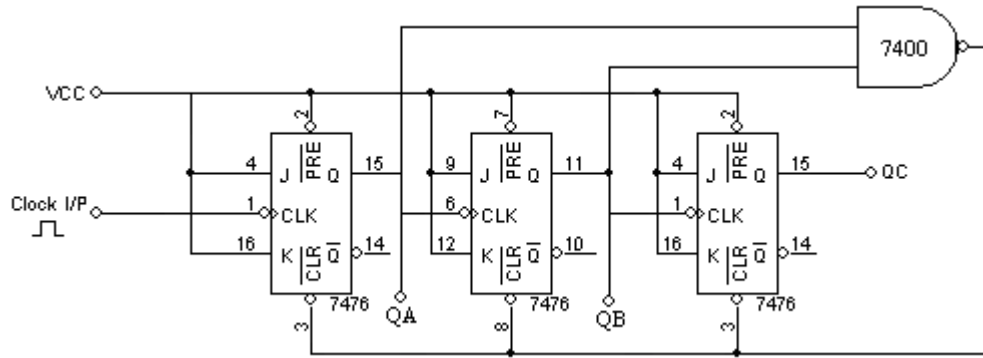 7400
VCC
2 7 2
4 J PRE Q 15 9 J PRE Q 11 4 J PRE Q 15 QC
Clock I/P 1 CLK 6 CLK 1 CLK
16 K CLR Q 14 12 K CLR Q 10 16 K CLR Q 14
3 7476 QA 8 7476 QB 3 7476